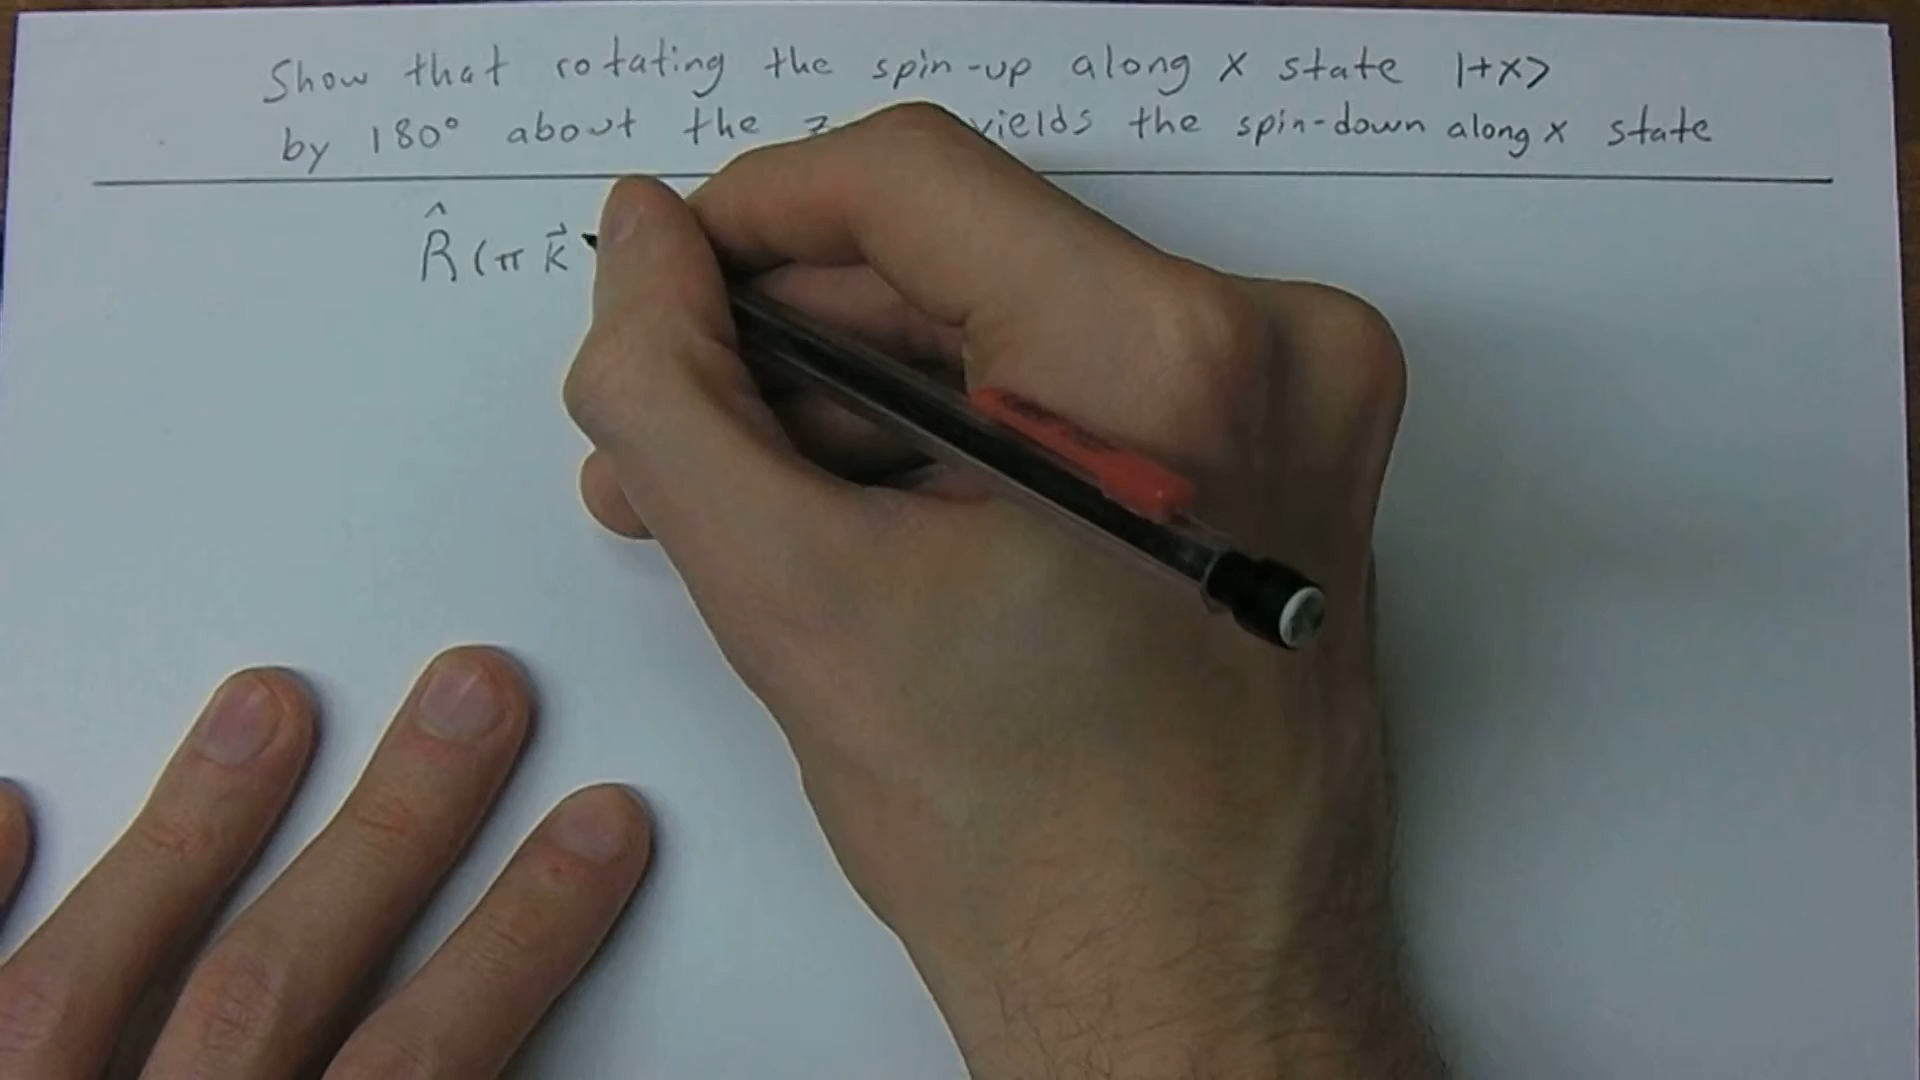 Show that rotating the spin-up along x state |+x>
by 180° about the z yields the spin-down along x state
R̂ (π k⃗